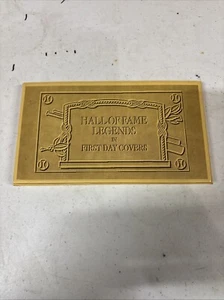 HALL OF FAME
LEGENDS
IN
FIRST DAY COVERS